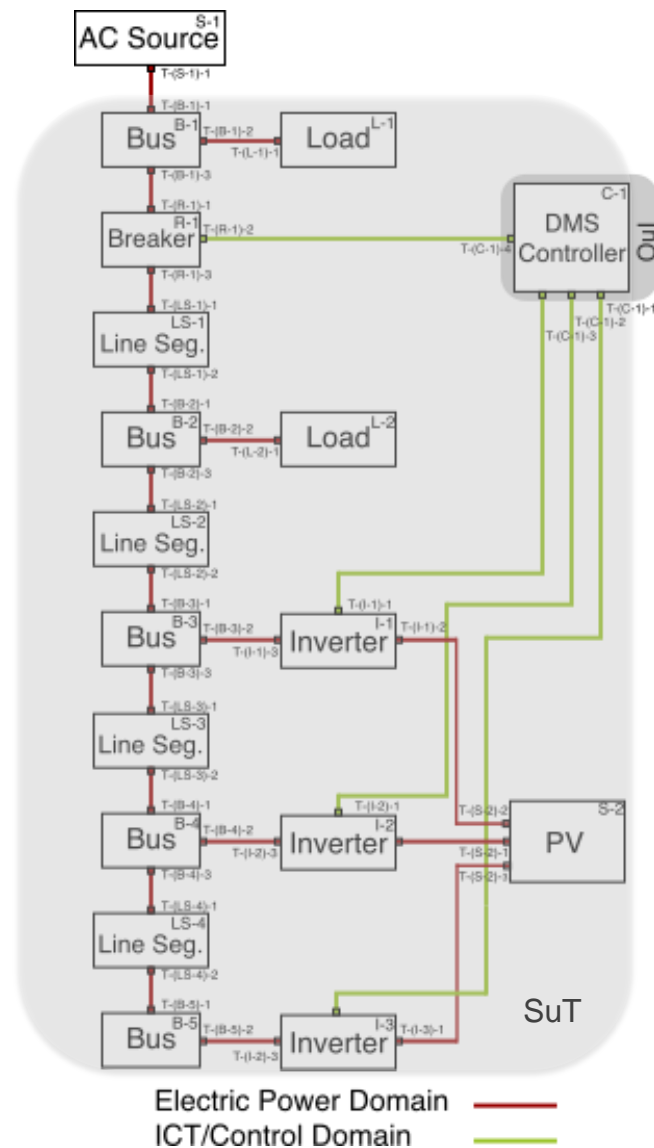 S-1
AC Source
T-(S-1)-1
T-(B-1)-1
B-1
Bus
T-(B-1)-2
T-(L-1)-1
L-1
Load
T-(B-1)-3
T-(R-1)-1
R-1
Breaker
T-(R-1)-2
T-(C-1)-4
C-1
DMS
Controller
OuI
T-(R-1)-3
T-(C-1)-1
T-(C-1)-2
T-(C-1)-3
T-(LS-1)-1
LS-1
Line Seg.
T-(LS-1)-2
T-(B-2)-1
B-2
Bus
T-(B-2)-2
T-(L-2)-1
L-2
Load
T-(B-2)-3
T-(LS-2)-1
LS-2
Line Seg.
T-(LS-2)-2
T-(B-3)-1
B-3
Bus
T-(B-3)-2
T-(I-1)-3
T-(I-1)-1
I-1
Inverter
T-(I-1)-2
T-(B-3)-3
T-(LS-3)-1
LS-3
Line Seg.
T-(LS-3)-2
T-(B-4)-1
B-4
Bus
T-(B-4)-2
T-(I-2)-3
T-(I-2)-1
I-2
Inverter
T-(S-2)-2
T-(S-2)-1
T-(S-2)-3
S-2
PV
T-(B-4)-3
T-(LS-4)-1
LS-4
Line Seg.
T-(LS-4)-2
T-(B-5)-1
B-5
Bus
T-(B-5)-2
T-(I-2)-3
I-3
Inverter
T-(I-3)-1
SuT
Electric Power Domain
ICT/Control Domain